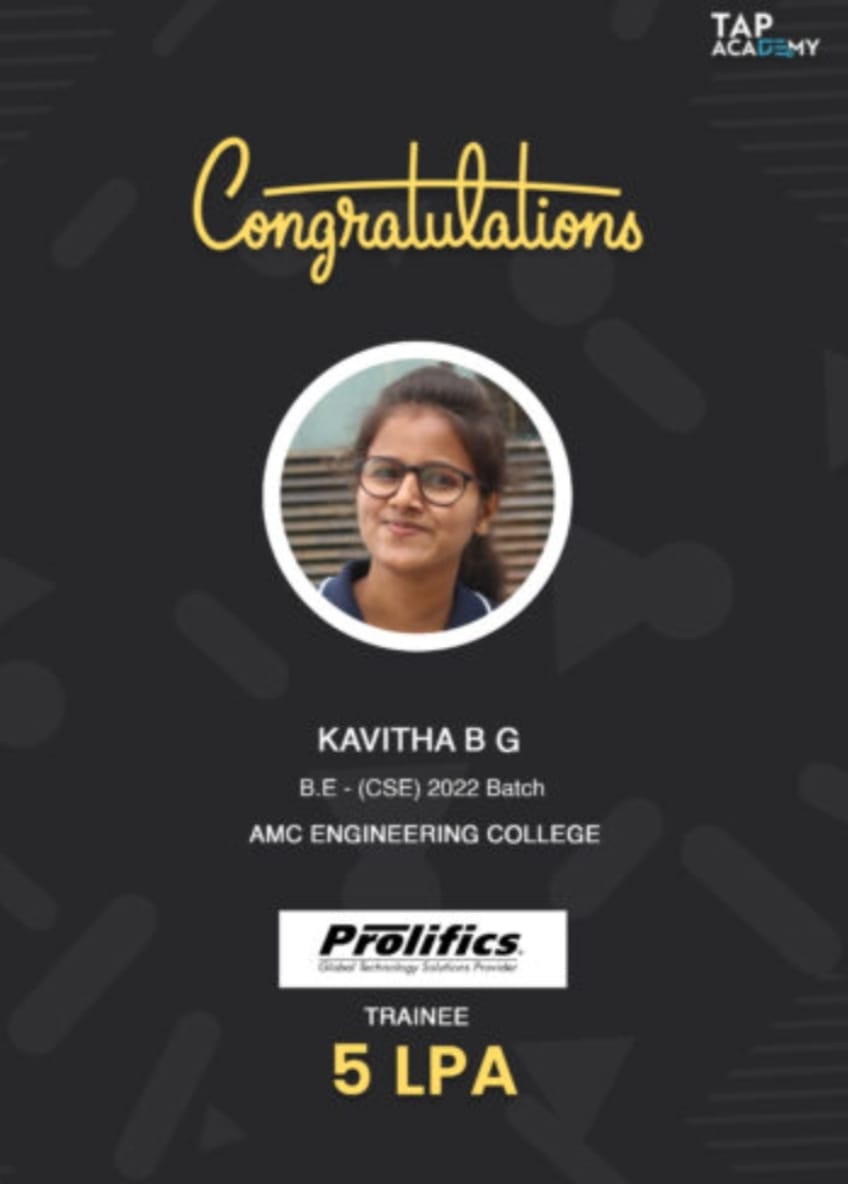 TAP
ACADEMY
Congratulations
KAVITHA B G
B.E - (CSE) 2022 Batch
AMC ENGINEERING COLLEGE
Prolifics
Global Technology Solutions Provider
TRAINEE
5 LPA